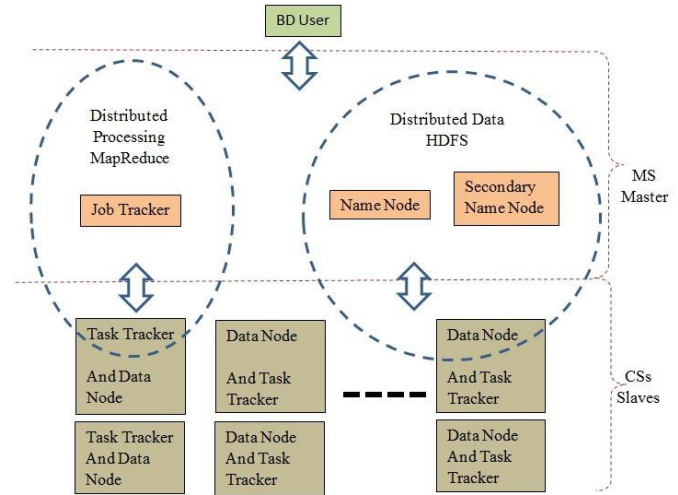 BD User
Distributed
Processing
MapReduce
Distributed Data
HDFS
Job Tracker
Name Node
Secondary
Name Node
MS
Master
Task Tracker
And Data
Node
Data Node
And Task
Tracker
Data Node
And Task
Tracker
CSs
Slaves
Task Tracker
And Data
Node
Data Node
And Task
Tracker
Data Node
And Task
Tracker